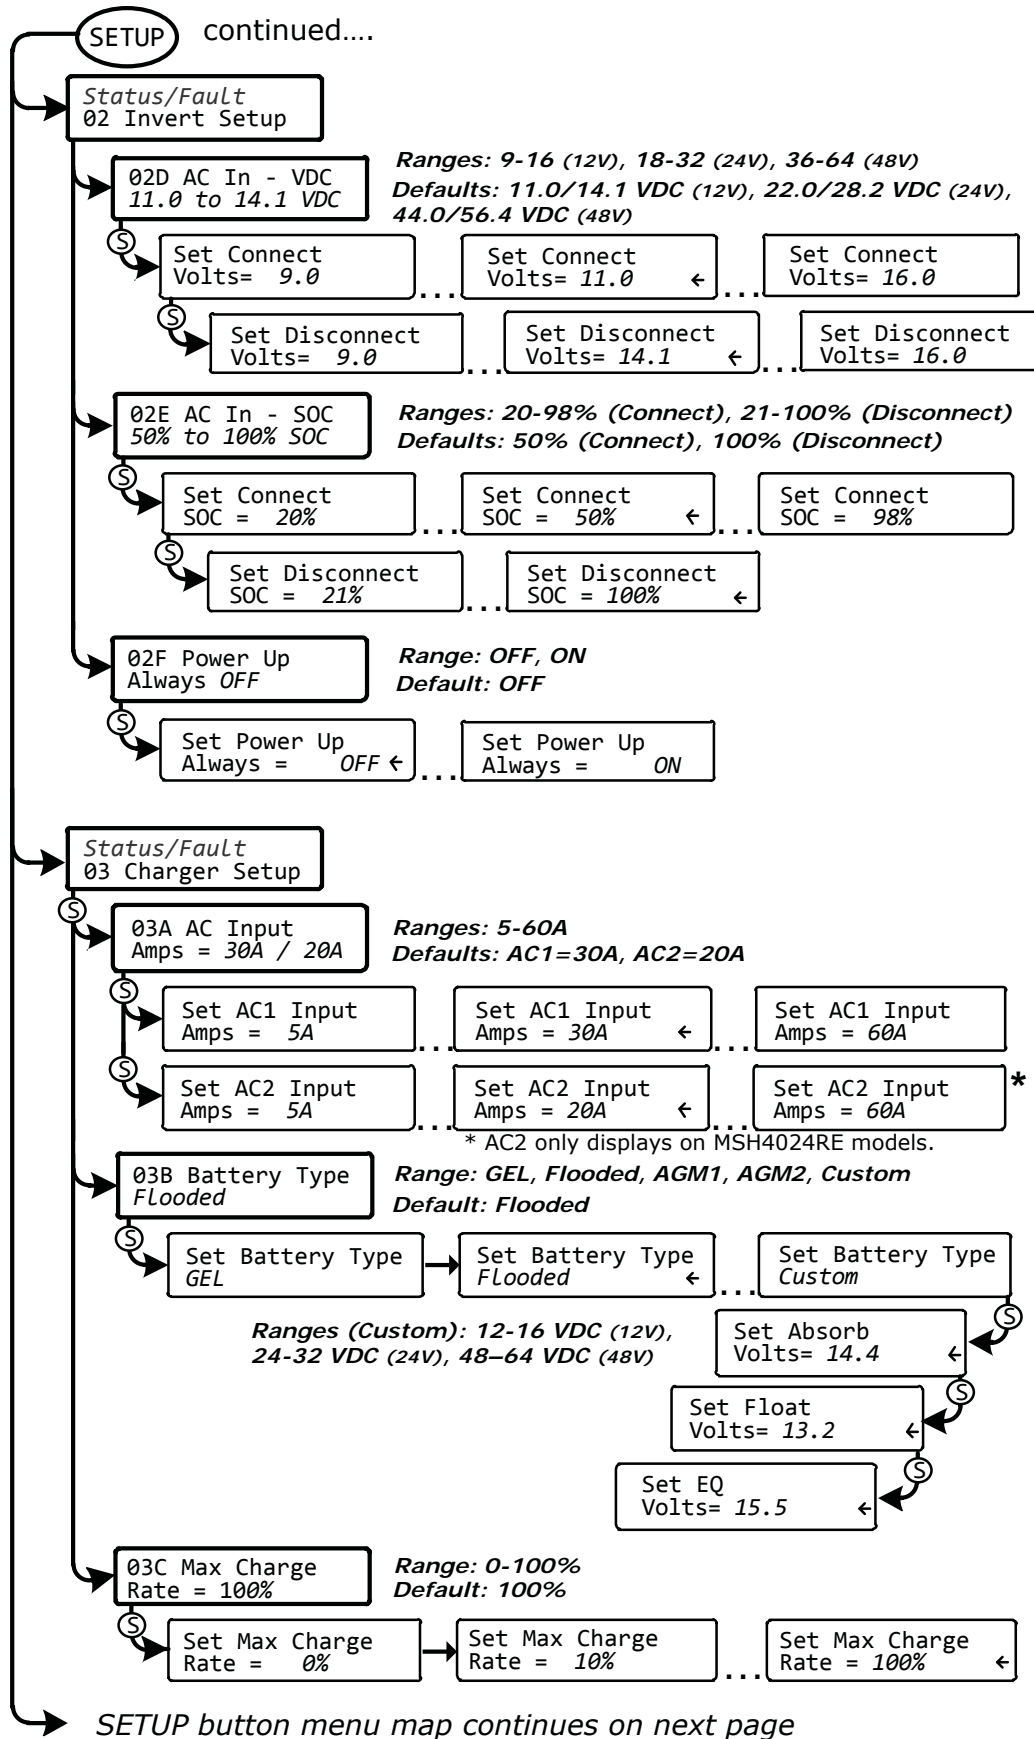 SETUP continued....
Status/Fault
02 Invert Setup
02D AC In - VDC
11.0 to 14.1 VDC
Ranges: 9-16 (12V), 18-32 (24V), 36-64 (48V)
Defaults: 11.0/14.1 VDC (12V), 22.0/28.2 VDC (24V),
44.0/56.4 VDC (48V)
S
Set Connect
Volts= 9.0
...
Set Connect
Volts= 11.0 ←
...
Set Connect
Volts= 16.0
S
Set Disconnect
Volts= 9.0
...
Set Disconnect
Volts= 14.1 ←
...
Set Disconnect
Volts= 16.0
02E AC In - SOC
50% to 100% SOC
Ranges: 20-98% (Connect), 21-100% (Disconnect)
Defaults: 50% (Connect), 100% (Disconnect)
S
Set Connect
SOC = 20%
...
Set Connect
SOC = 50% ←
...
Set Connect
SOC = 98%
S
Set Disconnect
SOC = 21%
...
Set Disconnect
SOC = 100% ←
02F Power Up
Always OFF
Range: OFF, ON
Default: OFF
S
Set Power Up
Always = OFF ←
...
Set Power Up
Always = ON
Status/Fault
03 Charger Setup
S
03A AC Input
Amps = 30A / 20A
Ranges: 5-60A
Defaults: AC1=30A, AC2=20A
S
Set AC1 Input
Amps = 5A
...
Set AC1 Input
Amps = 30A ←
...
Set AC1 Input
Amps = 60A
S
Set AC2 Input
Amps = 5A
...
Set AC2 Input
Amps = 20A ←
...
Set AC2 Input
Amps = 60A
*
* AC2 only displays on MSH4024RE models.
03B Battery Type
Flooded
Range: GEL, Flooded, AGM1, AGM2, Custom
Default: Flooded
S
Set Battery Type
GEL
Set Battery Type
Flooded ←
...
Set Battery Type
Custom
S
Ranges (Custom): 12-16 VDC (12V),
24-32 VDC (24V), 48–64 VDC (48V)
Set Absorb
Volts= 14.4 ←
S
Set Float
Volts= 13.2 ←
S
Set EQ
Volts= 15.5 ←
03C Max Charge
Rate = 100%
Range: 0-100%
Default: 100%
S
Set Max Charge
Rate = 0%
Set Max Charge
Rate = 10%
...
Set Max Charge
Rate = 100% ←
SETUP button menu map continues on next page